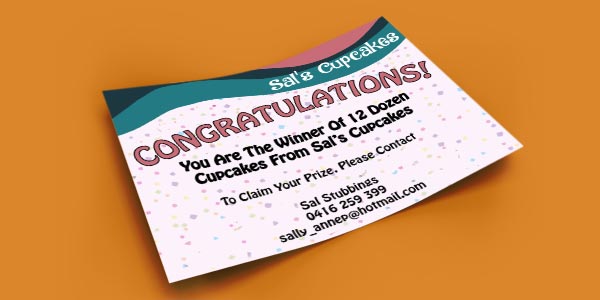 Sal's Cupcakes
CONGRATULATIONS!
You Are The Winner Of 12 Dozen
Cupcakes From Sal's Cupcakes
To Claim Your Prize, Please Contact
Sal Stubbings
0416 259 399
sally_annep@hotmail.com